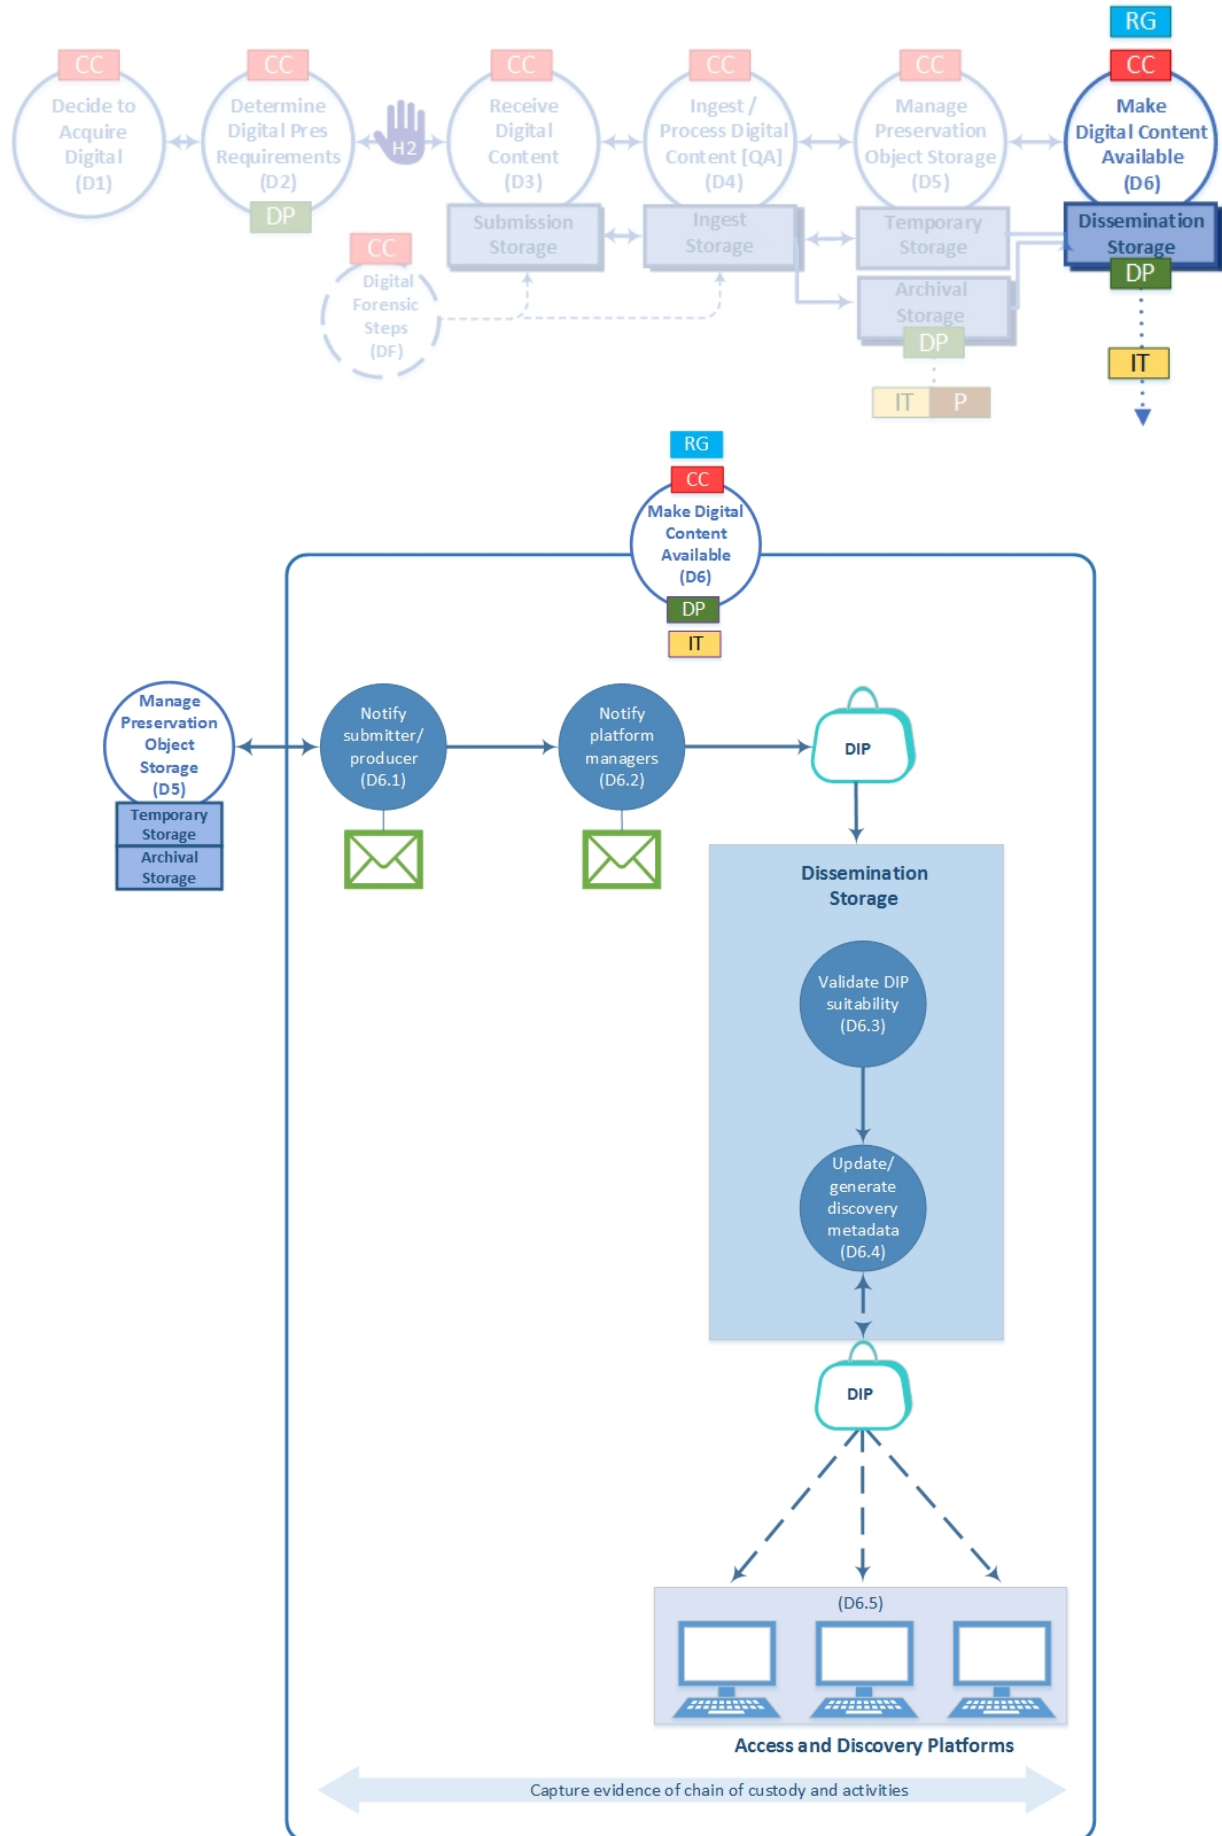 RG
CC
CC
CC
CC
CC
CC
Decide to
Acquire
Digital
(D1)
Determine
Digital Pres
Requirements
(D2)
DP
H2
Receive
Digital
Content
(D3)
Submission
Storage
Ingest /
Process Digital
Content [QA]
(D4)
Ingest
Storage
Manage
Preservation
Object Storage
(D5)
Temporary
Storage
Archival
Storage
DP
IT
P
Make
Digital Content
Available
(D6)
Dissemination
Storage
DP
IT
CC
Digital
Forensic
Steps
(DF)
RG
CC
Make Digital
Content
Available
(D6)
DP
IT
Manage
Preservation
Object
Storage
(D5)
Temporary
Storage
Archival
Storage
Notify
submitter/
producer
(D6.1)
Notify
platform
managers
(D6.2)
DIP
Dissemination
Storage
Validate DIP
suitability
(D6.3)
Update/
generate
discovery
metadata
(D6.4)
DIP
(D6.5)
Access and Discovery Platforms
Capture evidence of chain of custody and activities